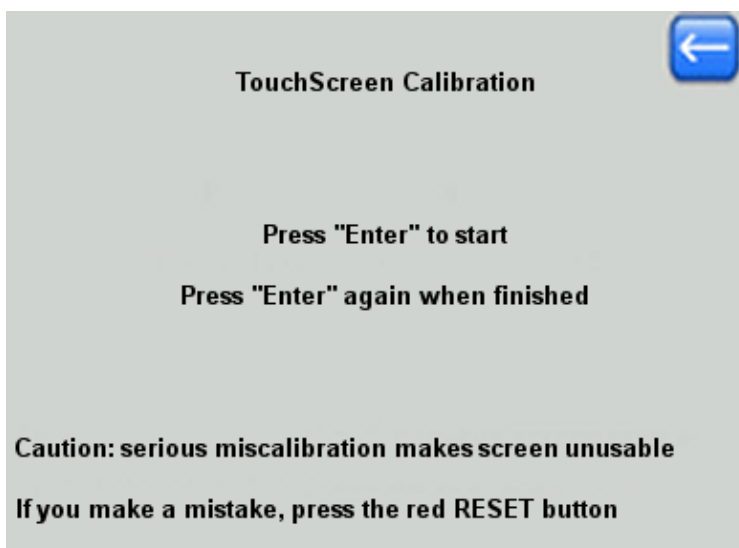 TouchScreen Calibration
Press "Enter" to start
Press "Enter" again when finished
Caution: serious miscalibration makes screen unusable
If you make a mistake, press the red RESET button